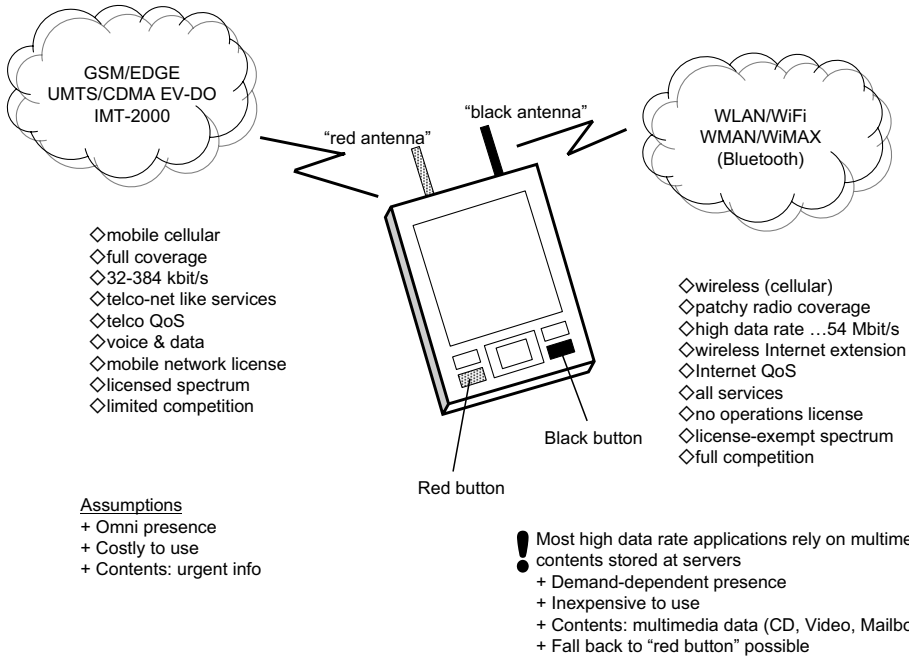 GSM/EDGE
UMTS/CDMA EV-DO
IMT-2000
“red antenna”
“black antenna”
WLAN/WiFi
WMAN/WiMAX
(Bluetooth)
◇mobile cellular
◇full coverage
◇32-384 kbit/s
◇telco-net like services
◇telco QoS
◇voice & data
◇mobile network license
◇licensed spectrum
◇limited competition
◇wireless (cellular)
◇patchy radio coverage
◇high data rate …54 Mbit/s
◇wireless Internet extension
◇Internet QoS
◇all services
◇no operations license
◇license-exempt spectrum
◇full competition
Black button
Red button
Assumptions
+ Omni presence
+ Costly to use
+ Contents: urgent info
! Most high data rate applications rely on multime
contents stored at servers
+ Demand-dependent presence
+ Inexpensive to use
+ Contents: multimedia data (CD, Video, Mailbo
+ Fall back to “red button” possible